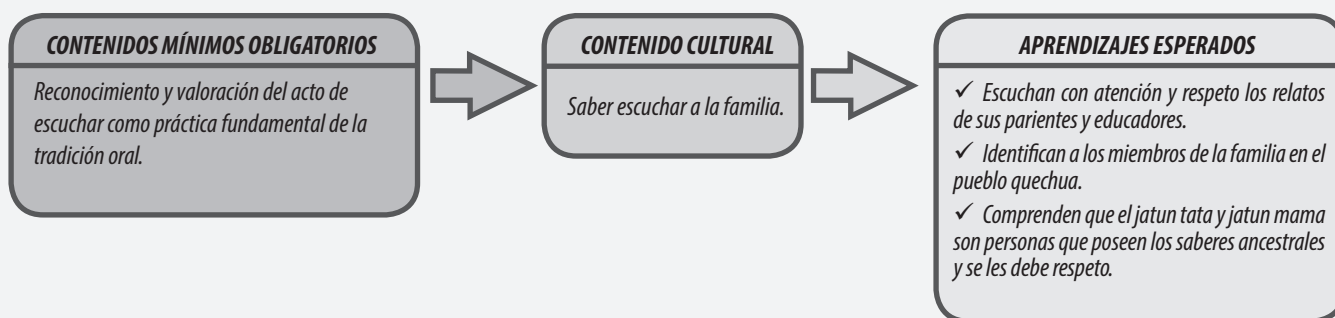 CONTENIDOS MÍNIMOS OBLIGATORIOS
Reconocimiento y valoración del acto de
escuchar como práctica fundamental de la
tradición oral.
CONTENIDO CULTURAL
Saber escuchar a la familia.
APRENDIZAJES ESPERADOS
✓ Escuchan con atención y respeto los relatos
de sus parientes y educadores.
✓ Identifican a los miembros de la familia en el
pueblo quechua.
✓ Comprenden que el jatun tata y jatun mama
son personas que poseen los saberes ancestrales
y se les debe respeto.